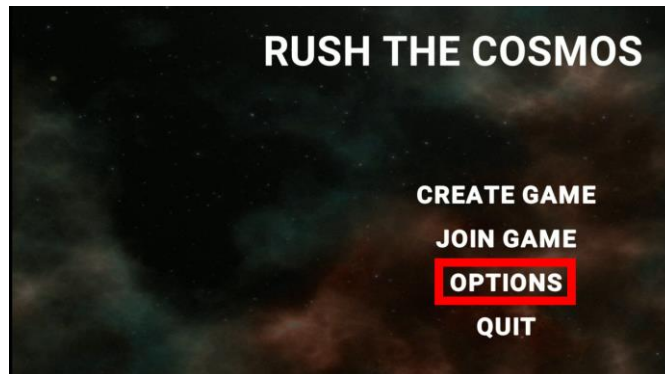 RUSH THE COSMOS
CREATE GAME
JOIN GAME
OPTIONS
QUIT